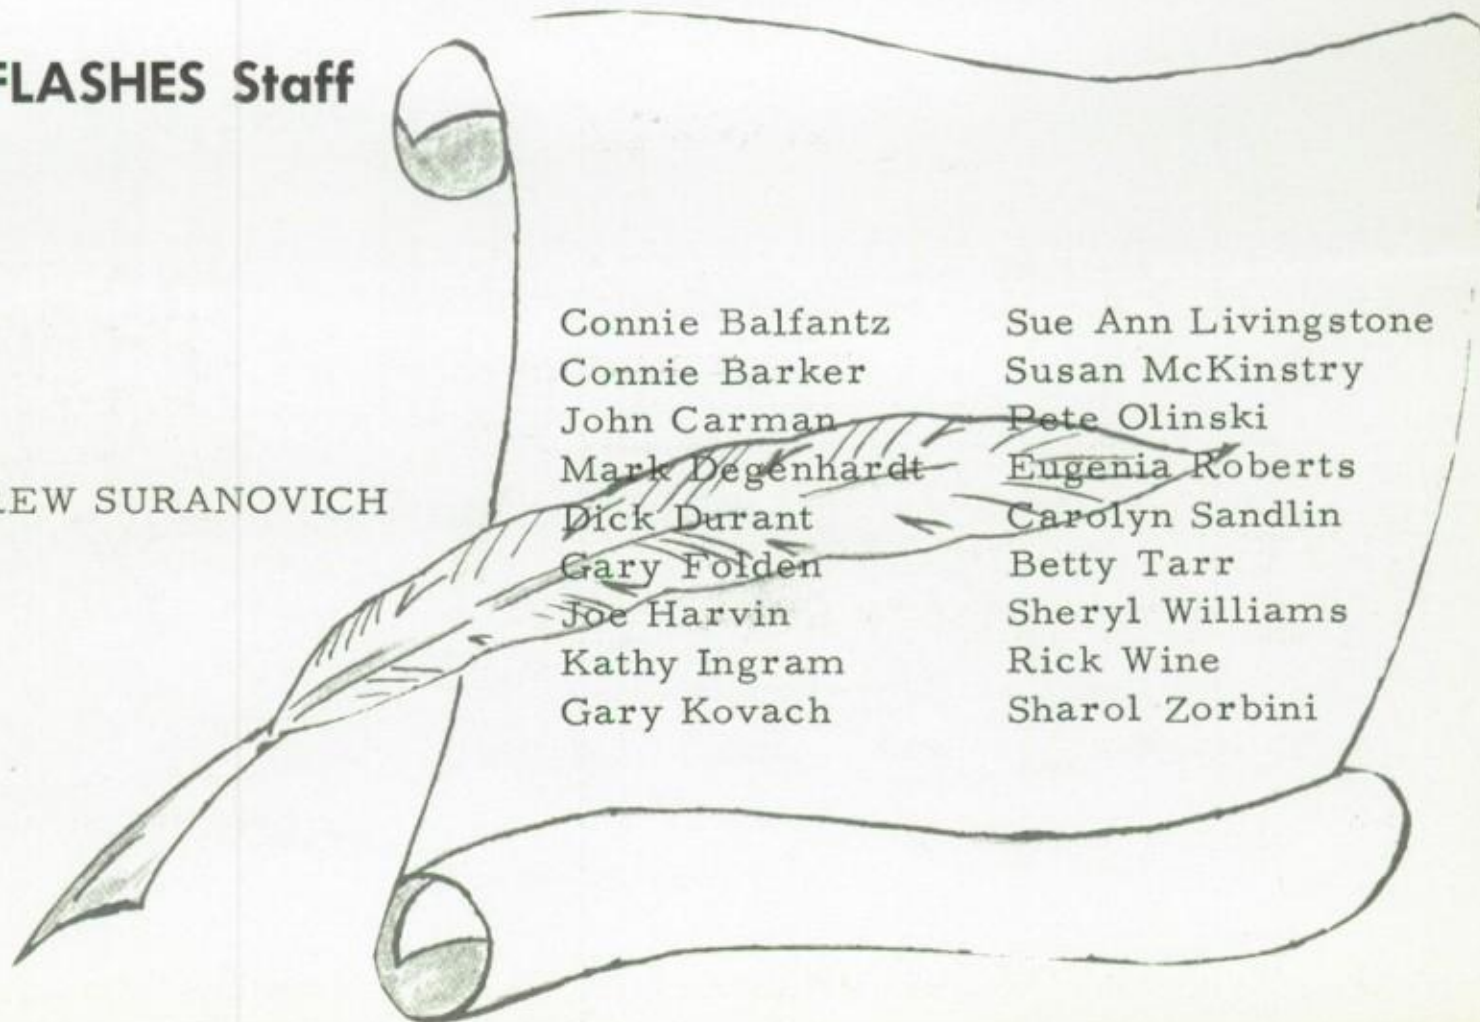 FLASHES Staff
Connie Balfantz
Connie Barker
John Carman
Mark Degenhardt
Dick Durant
Gary Folden
Joe Harvin
Kathy Ingram
Gary Kovach
Sue Ann Livingstone
Susan McKinstry
Pete Olinski
Eugenia Roberts
Carolyn Sandlin
Betty Tarr
Sheryl Williams
Rick Wine
Sharol Zorbini
SURANOVICH